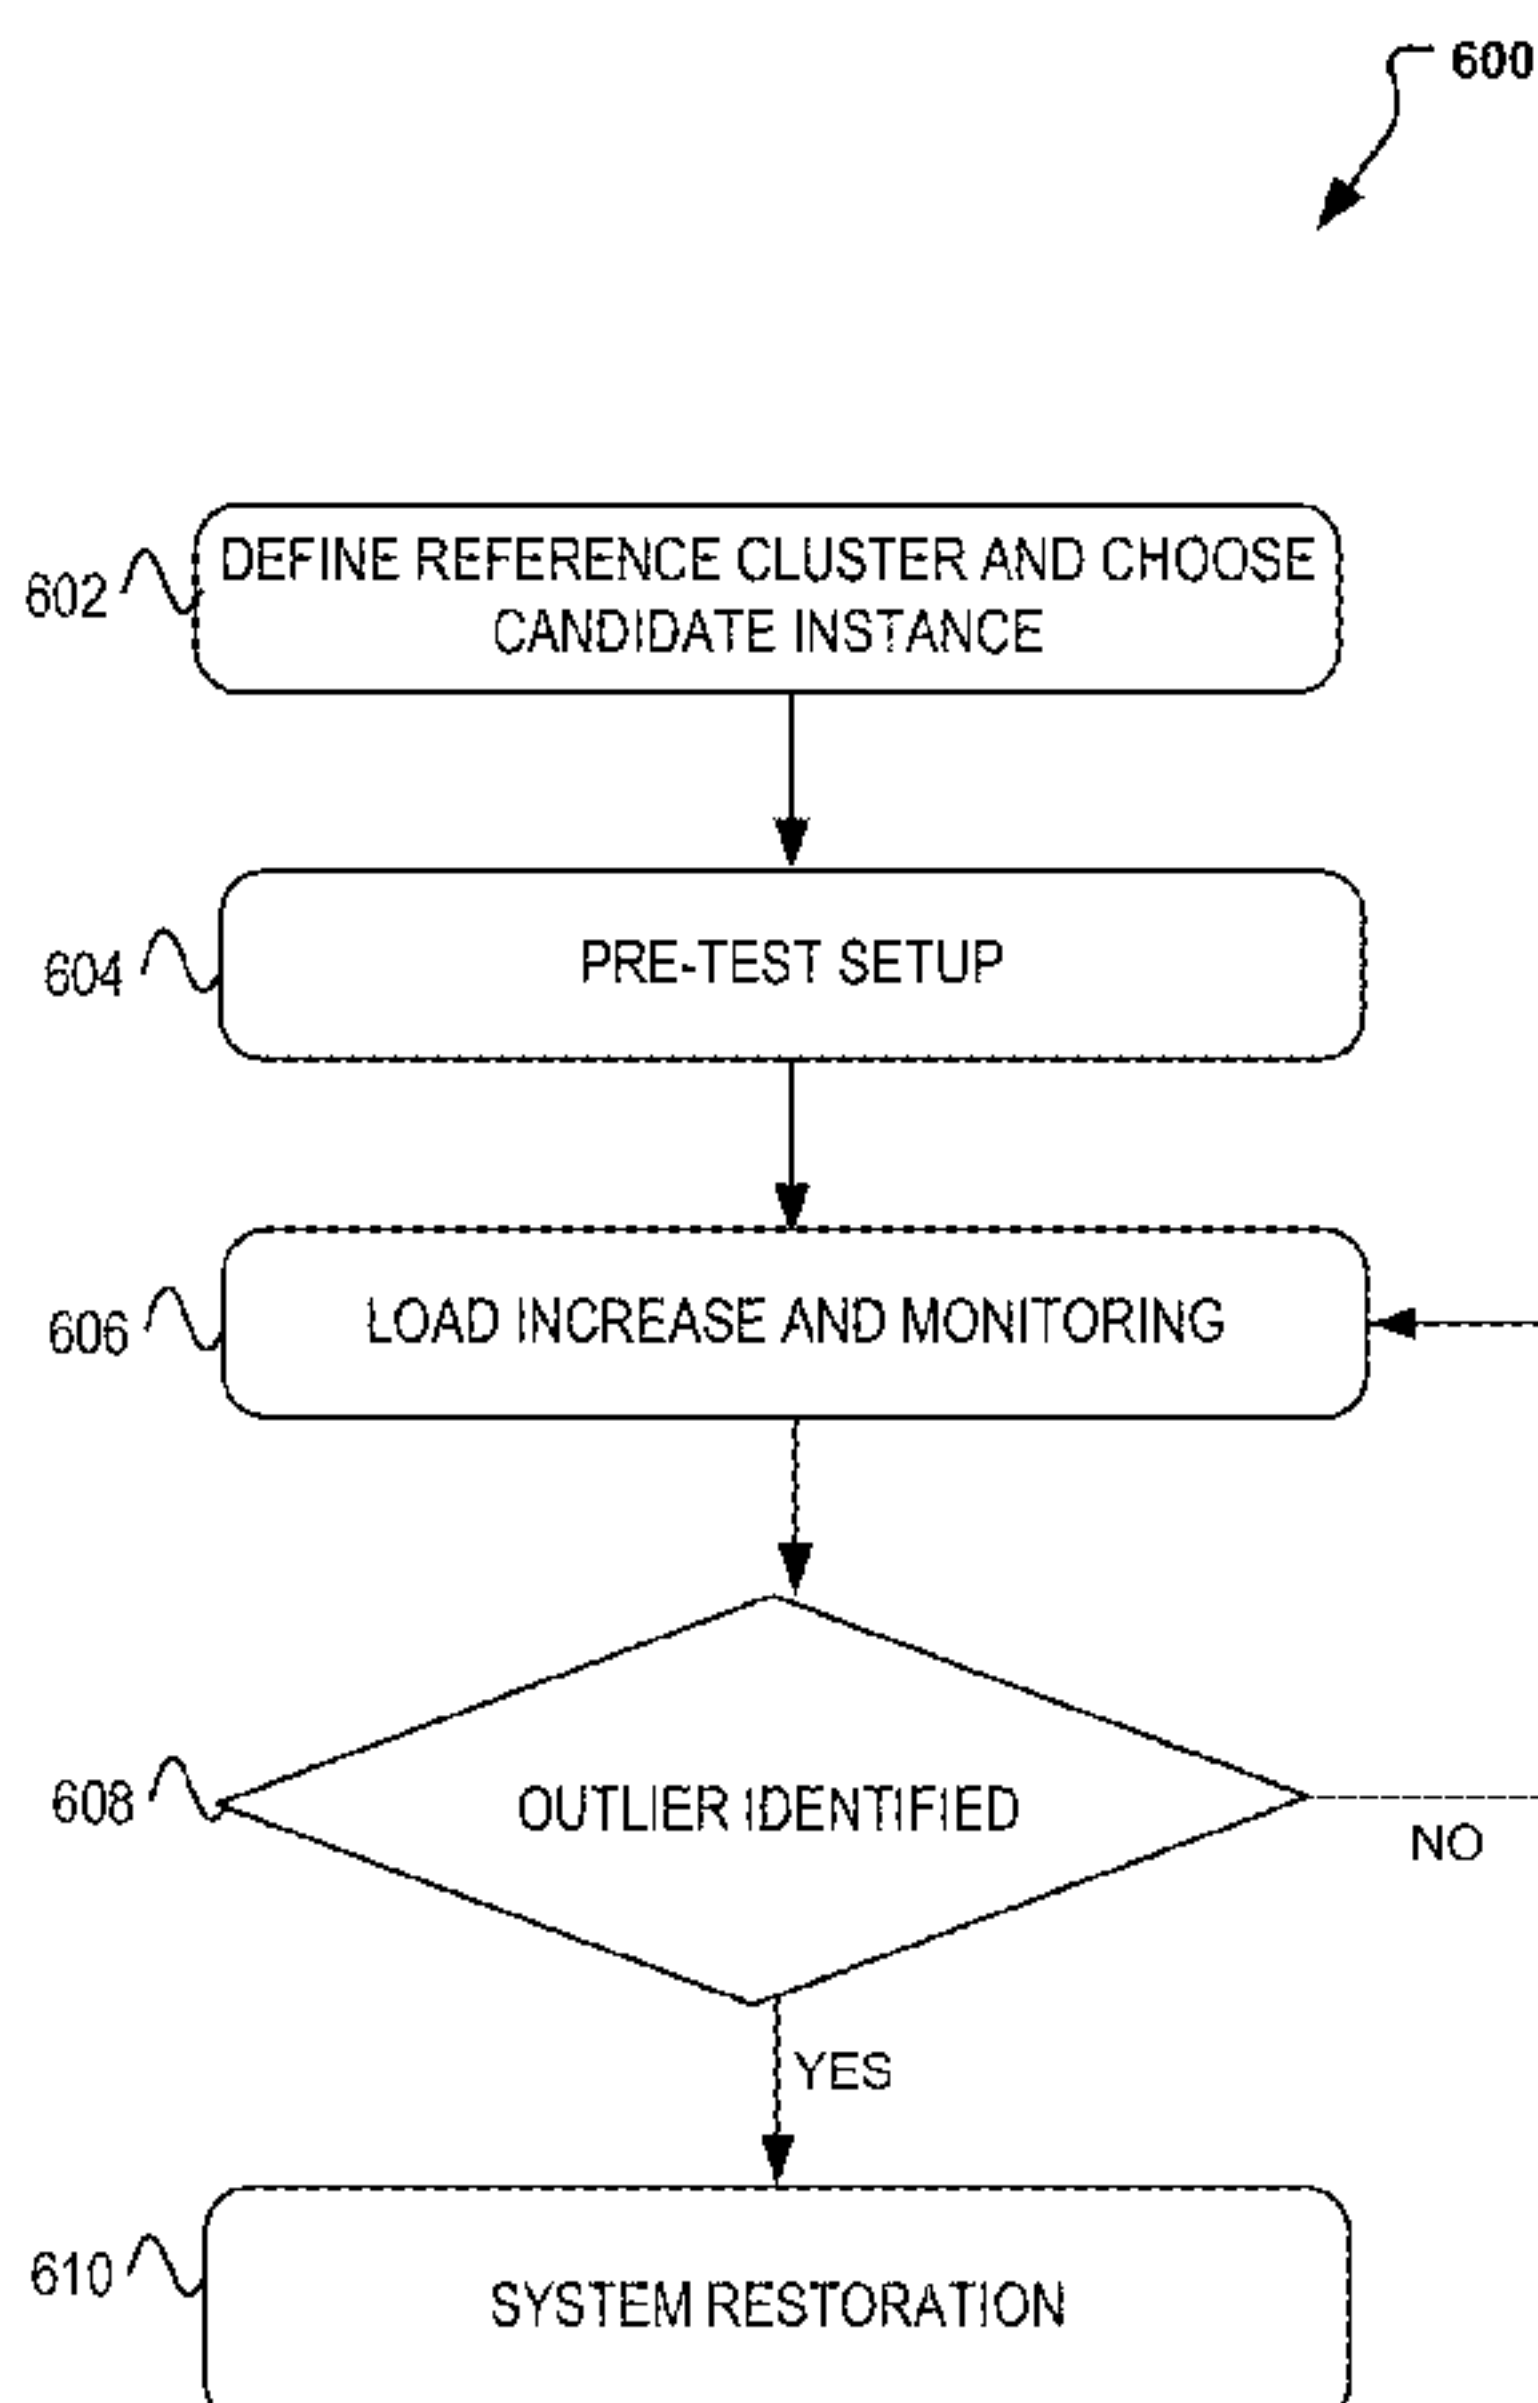 600
602
DEFINE REFERENCE CLUSTER AND CHOOSE
CANDIDATE INSTANCE
604
PRE-TEST SETUP
606
LOAD INCREASE AND MONITORING
608
OUTLIER IDENTIFIED
NO
YES
610
SYSTEM RESTORATION